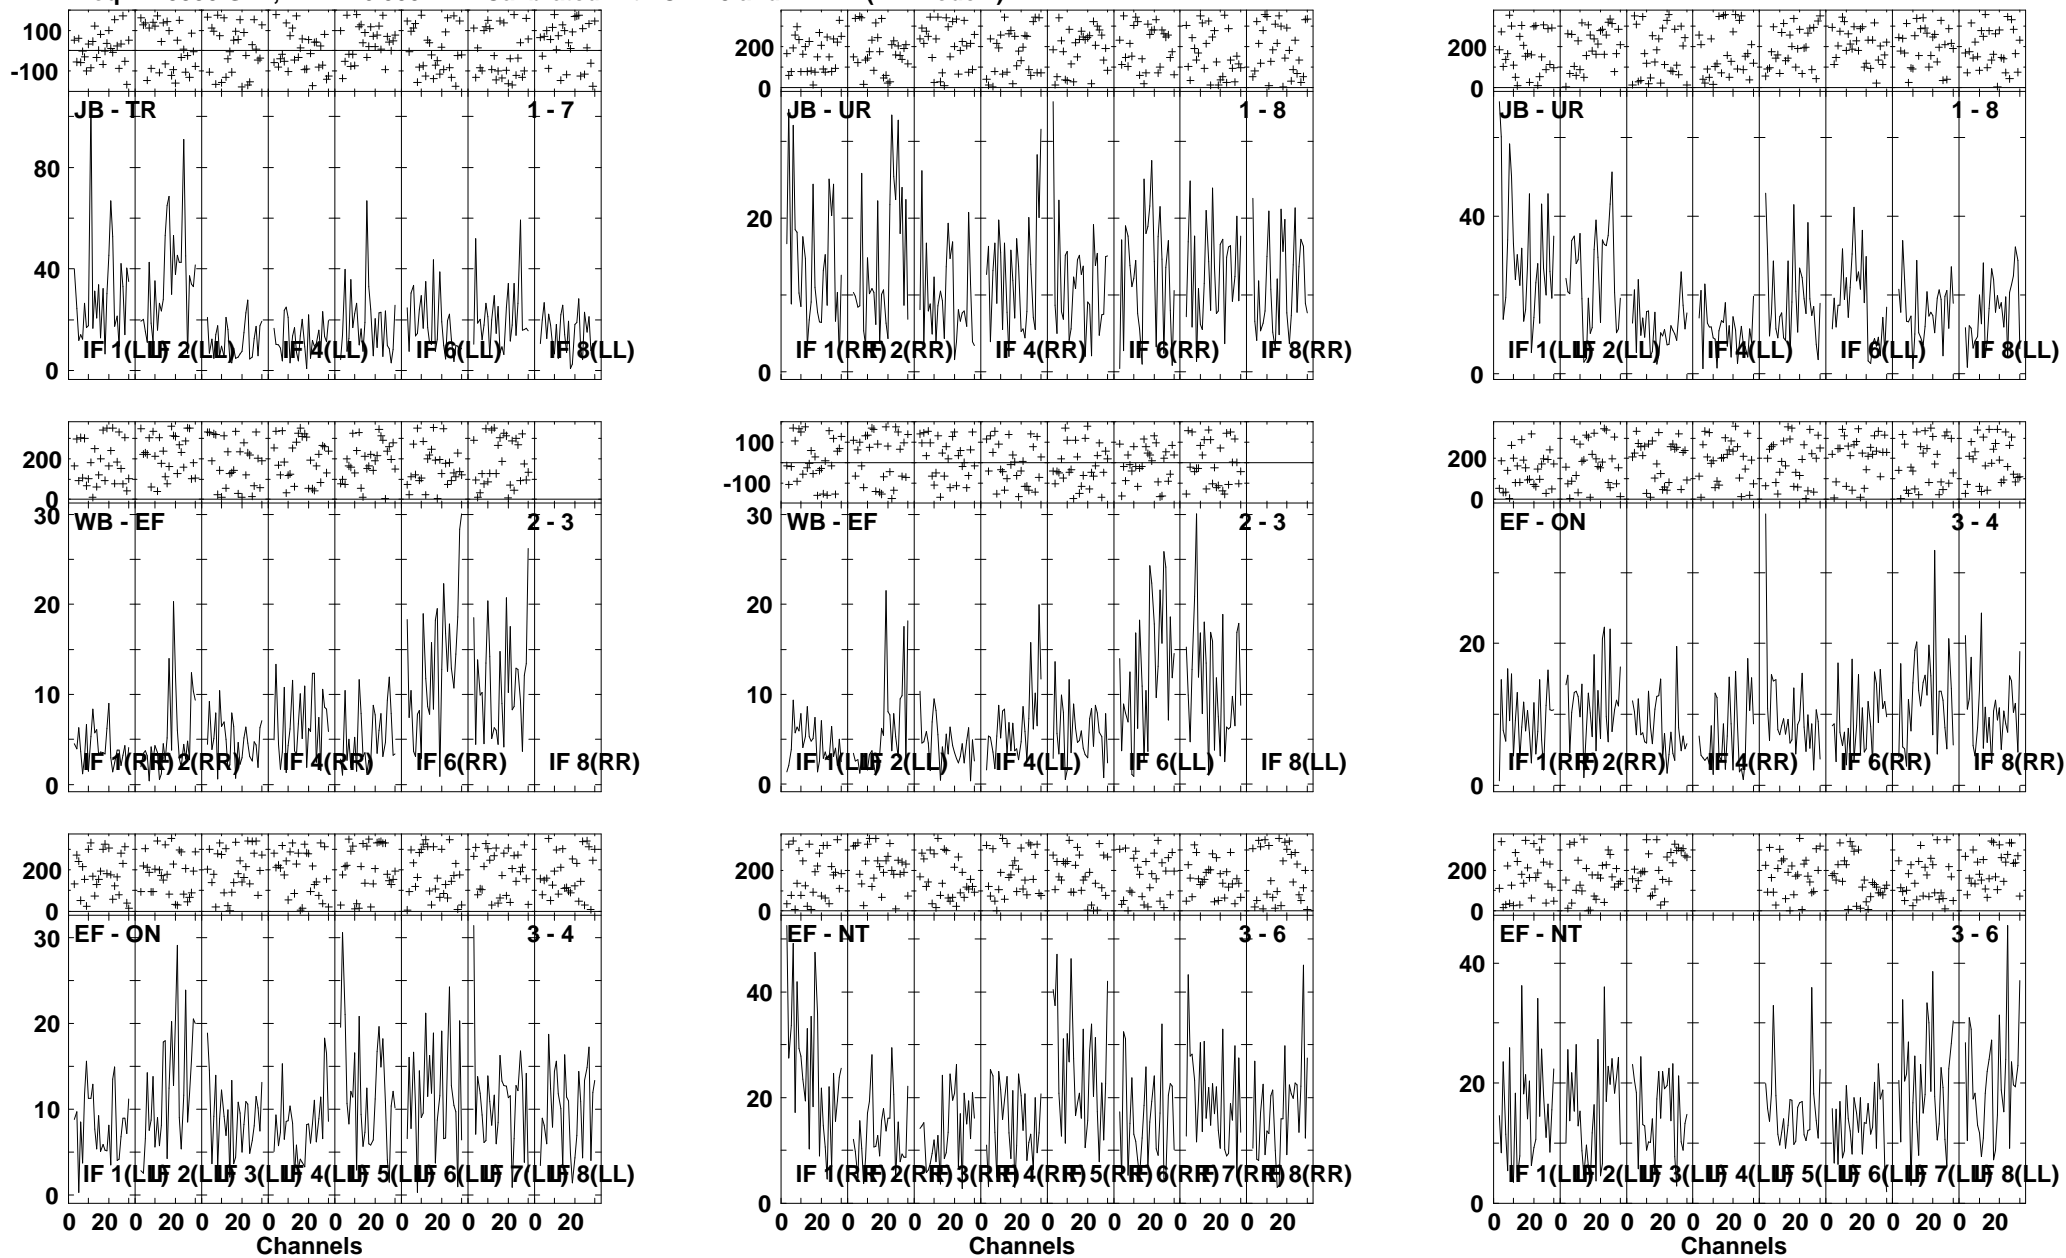 100
-100
JB - TR 1 - 7
80
40
0
IF 1(LL) IF 2(LL) IF 4(LL) IF 6(LL) IF 8(LL)
200
0
JB - UR 1 - 8
20
0
IF 1(RR) IF 2(RR) IF 4(RR) IF 6(RR) IF 8(RR)
200
0
JB - UR 1 - 8
40
0
IF 1(LL) IF 2(LL) IF 4(LL) IF 6(LL) IF 8(LL)
200
0
WB - EF 2 - 3
30
20
10
0
IF 1(RR) IF 2(RR) IF 4(RR) IF 6(RR) IF 8(RR)
100
-100
WB - EF 2 - 3
30
20
10
0
IF 1(LL) IF 2(LL) IF 4(LL) IF 6(LL) IF 8(LL)
200
0
EF - ON 3 - 4
20
0
IF 1(RR) IF 2(RR) IF 4(RR) IF 6(RR) IF 8(RR)
200
0
EF - ON 3 - 4
30
20
10
0
IF 1(LL) IF 2(LL) IF 3(LL) IF 4(LL) IF 5(LL) IF 6(LL) IF 7(LL) IF 8(LL)
0 20 0 20 0 20 0 20 0 20 0 20 0 20 0 20
Channels
200
0
EF - NT 3 - 6
40
20
0
IF 1(RR) IF 2(RR) IF 3(RR) IF 4(RR) IF 5(RR) IF 6(RR) IF 7(RR) IF 8(RR)
0 20 0 20 0 20 0 20 0 20 0 20 0 20 0 20
Channels
200
0
EF - NT 3 - 6
40
20
0
IF 1(LL) IF 2(LL) IF 3(LL) IF 4(LL) IF 5(LL) IF 6(LL) IF 7(LL) IF 8(LL)
0 20 0 20 0 20 0 20 0 20 0 20 0 20 0 20
Channels